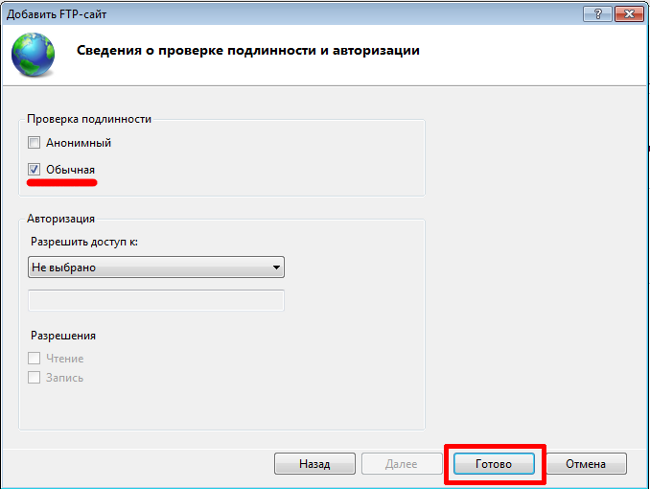 Добавить FTP-сайт
Сведения о проверке подлинности и авторизации
Проверка подлинности
Анонимный
Обычная
Авторизация
Разрешить доступ к:
Не выбрано
Разрешения
Чтение
Запись
Назад Далее Готово Отмена